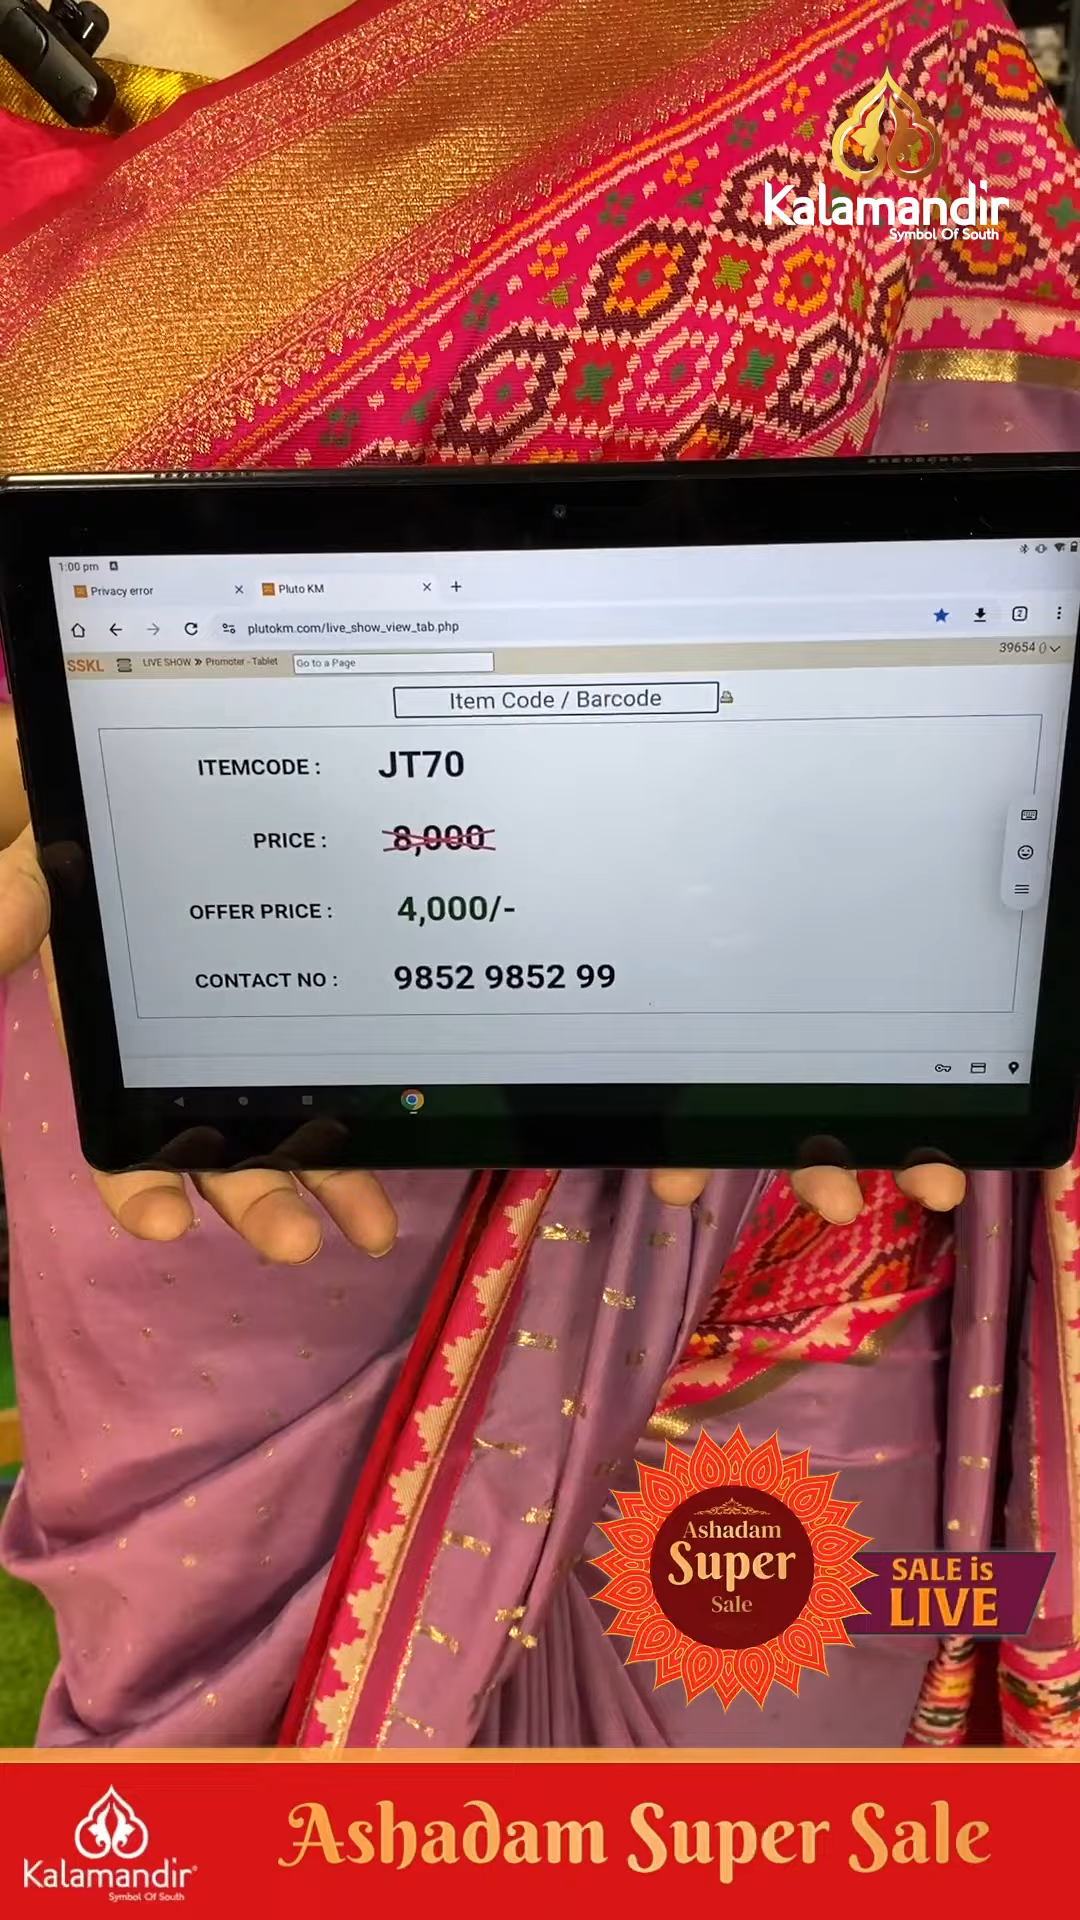 Kalamandir
Symbol Of South
1:00 pm
Privacy error
Pluto KM
plutokm.com/live_show_view_tab.php
2
SSKL
LIVE SHOW » Promoter - Tablet
Go to a Page
39654 ()
Item Code / Barcode
ITEMCODE : JT70
PRICE : 8,000
OFFER PRICE : 4,000/-
CONTACT NO : 9852 9852 99
Ashadam
Super
Sale
SALE is
LIVE
Kalamandir
Symbol Of South
Ashadam Super Sale